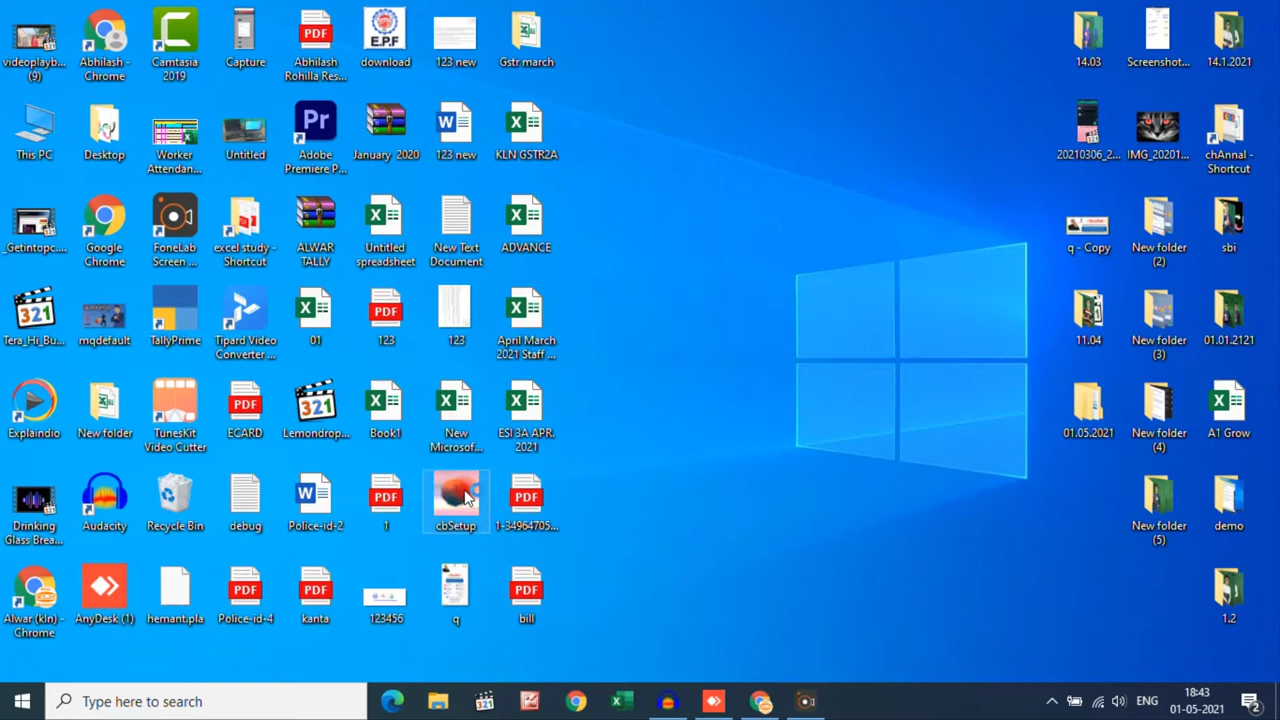 videoplayb...
(9)
Abhilash -
Chrome
Camtasia
2019
Capture
PDF
Abhilash
Rohilla Res...
E.P.F
download
123 new
Gstr march
14.03
Screenshot...
14.1.2021
This PC
Desktop
Worker
Attendan...
Untitled
Pr
Adobe
Premiere P...
January_2020
123 new
KLN GSTR2A
20210306_2...
IMG_20201...
chAnnal -
Shortcut
_Getintopc....
Google
Chrome
FoneLab
Screen ...
excel study -
Shortcut
ALWAR
TALLY
Untitled
spreadsheet
New Text
Document
ADVANCE
q - Copy
New folder
(2)
sbi
321
Tera_Hi_Bu...
mqdefault
TallyPrime
Tipard Video
Converter ...
01
PDF
123
123
April March
2021 Staff ...
11.04
New folder
(3)
01.01.2121
Explaindio
New folder
TunesKit
Video Cutter
PDF
ECARD
321
Lemondrop...
Book1
New
Microsof...
ESI 3A APR.
2021
01.05.2021
New folder
(4)
A1 Grow
Drinking
Glass Brea...
Audacity
Recycle Bin
debug
Police-id-2
PDF
1
cbSetup
PDF
1-34964705...
New folder
(5)
demo
Alwar (kln) -
Chrome
AnyDesk (1)
hemant.pla
PDF
Police-id-4
PDF
kanta
123456
q
PDF
bill
1.2
Type here to search
ENG
18:43
01-05-2021
2